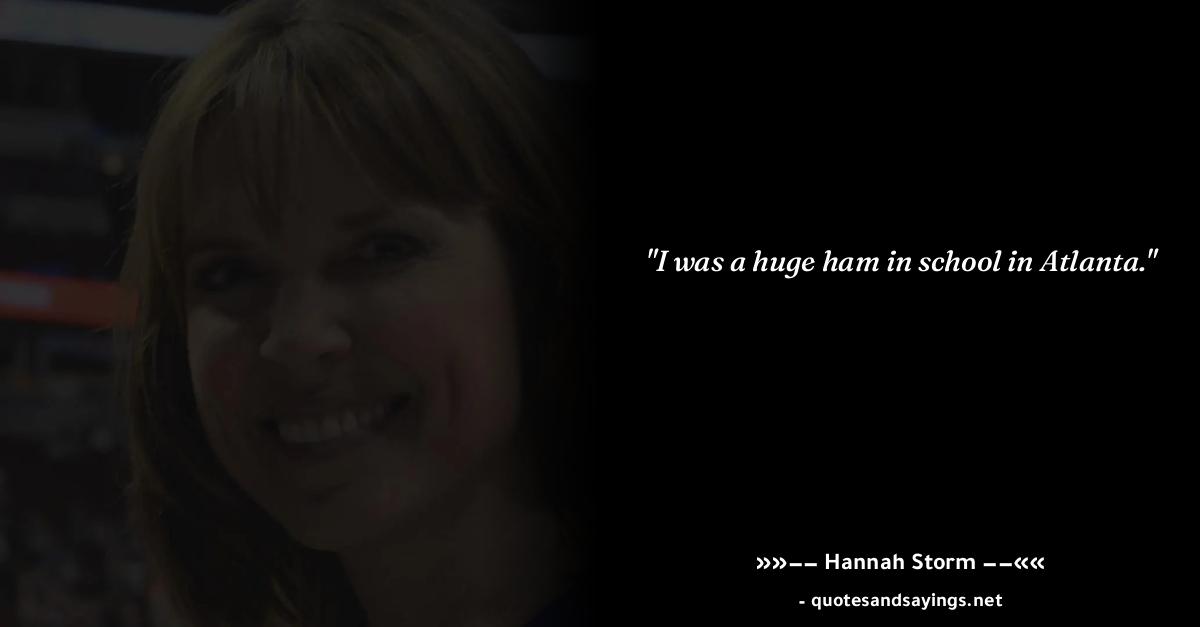 "I was a huge ham in school in Atlanta."
»»–– Hannah Storm ––««
- quotesandsayings.net